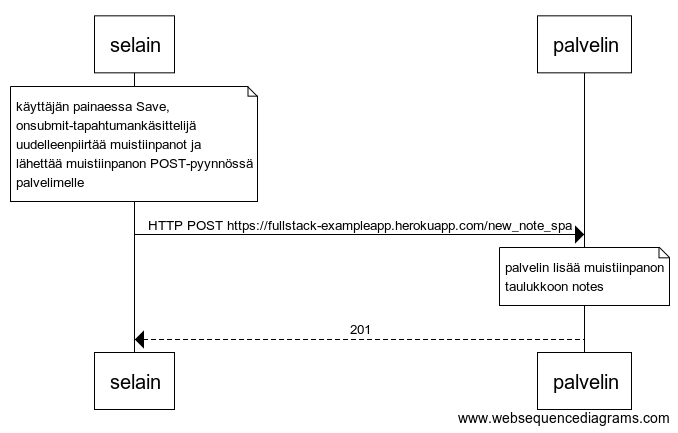 selain
palvelin
käyttäjän painaessa Save,
onsubmit-tapahtumankäsittelijä
uudelleenpiirtää muistiinpanot ja
lähettää muistiinpanon POST-pyynnössä
palvelimelle
HTTP POST https://fullstack-exampleapp.herokuapp.com/new_note_spa
palvelin lisää muistiinpanon
taulukkoon notes
201
selain
palvelin
www.websequencediagrams.com